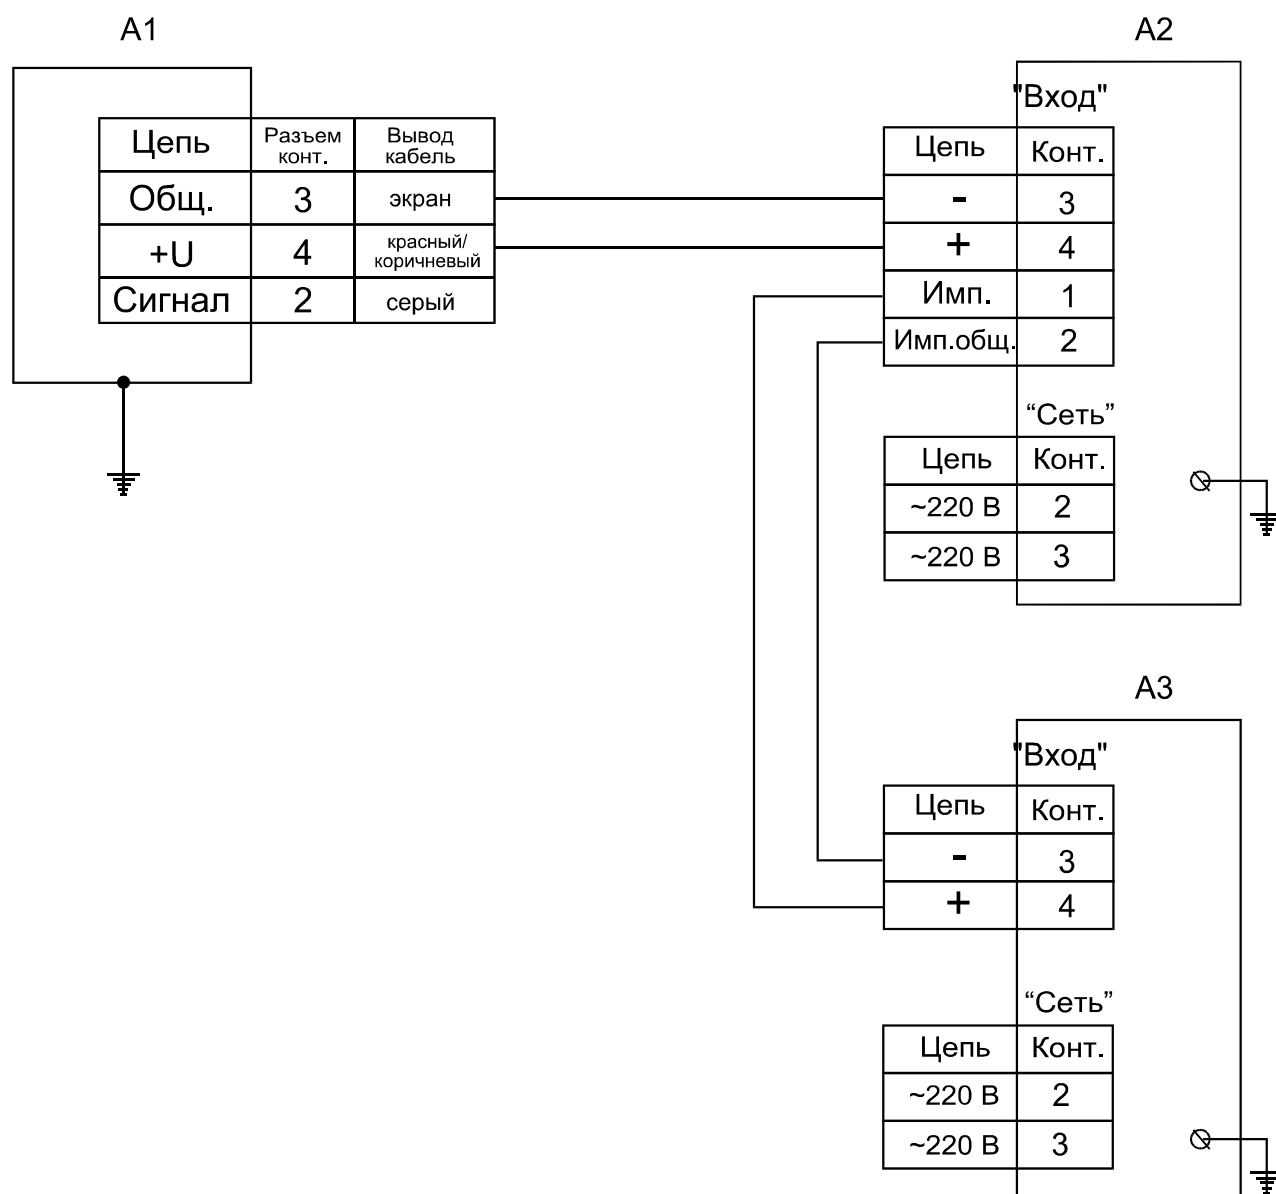 А1
Цепь
Разъем
конт.
Вывод
кабель
Общ.
3
экран
+U
4
красный/
коричневый
Сигнал
2
серый
А2
"Вход"
Цепь
Конт.
-
3
+
4
Имп.
1
Имп.общ.
2
“Сеть”
Цепь
Конт.
~220 В
2
~220 В
3
А3
"Вход"
Цепь
Конт.
-
3
+
4
“Сеть”
Цепь
Конт.
~220 В
2
~220 В
3